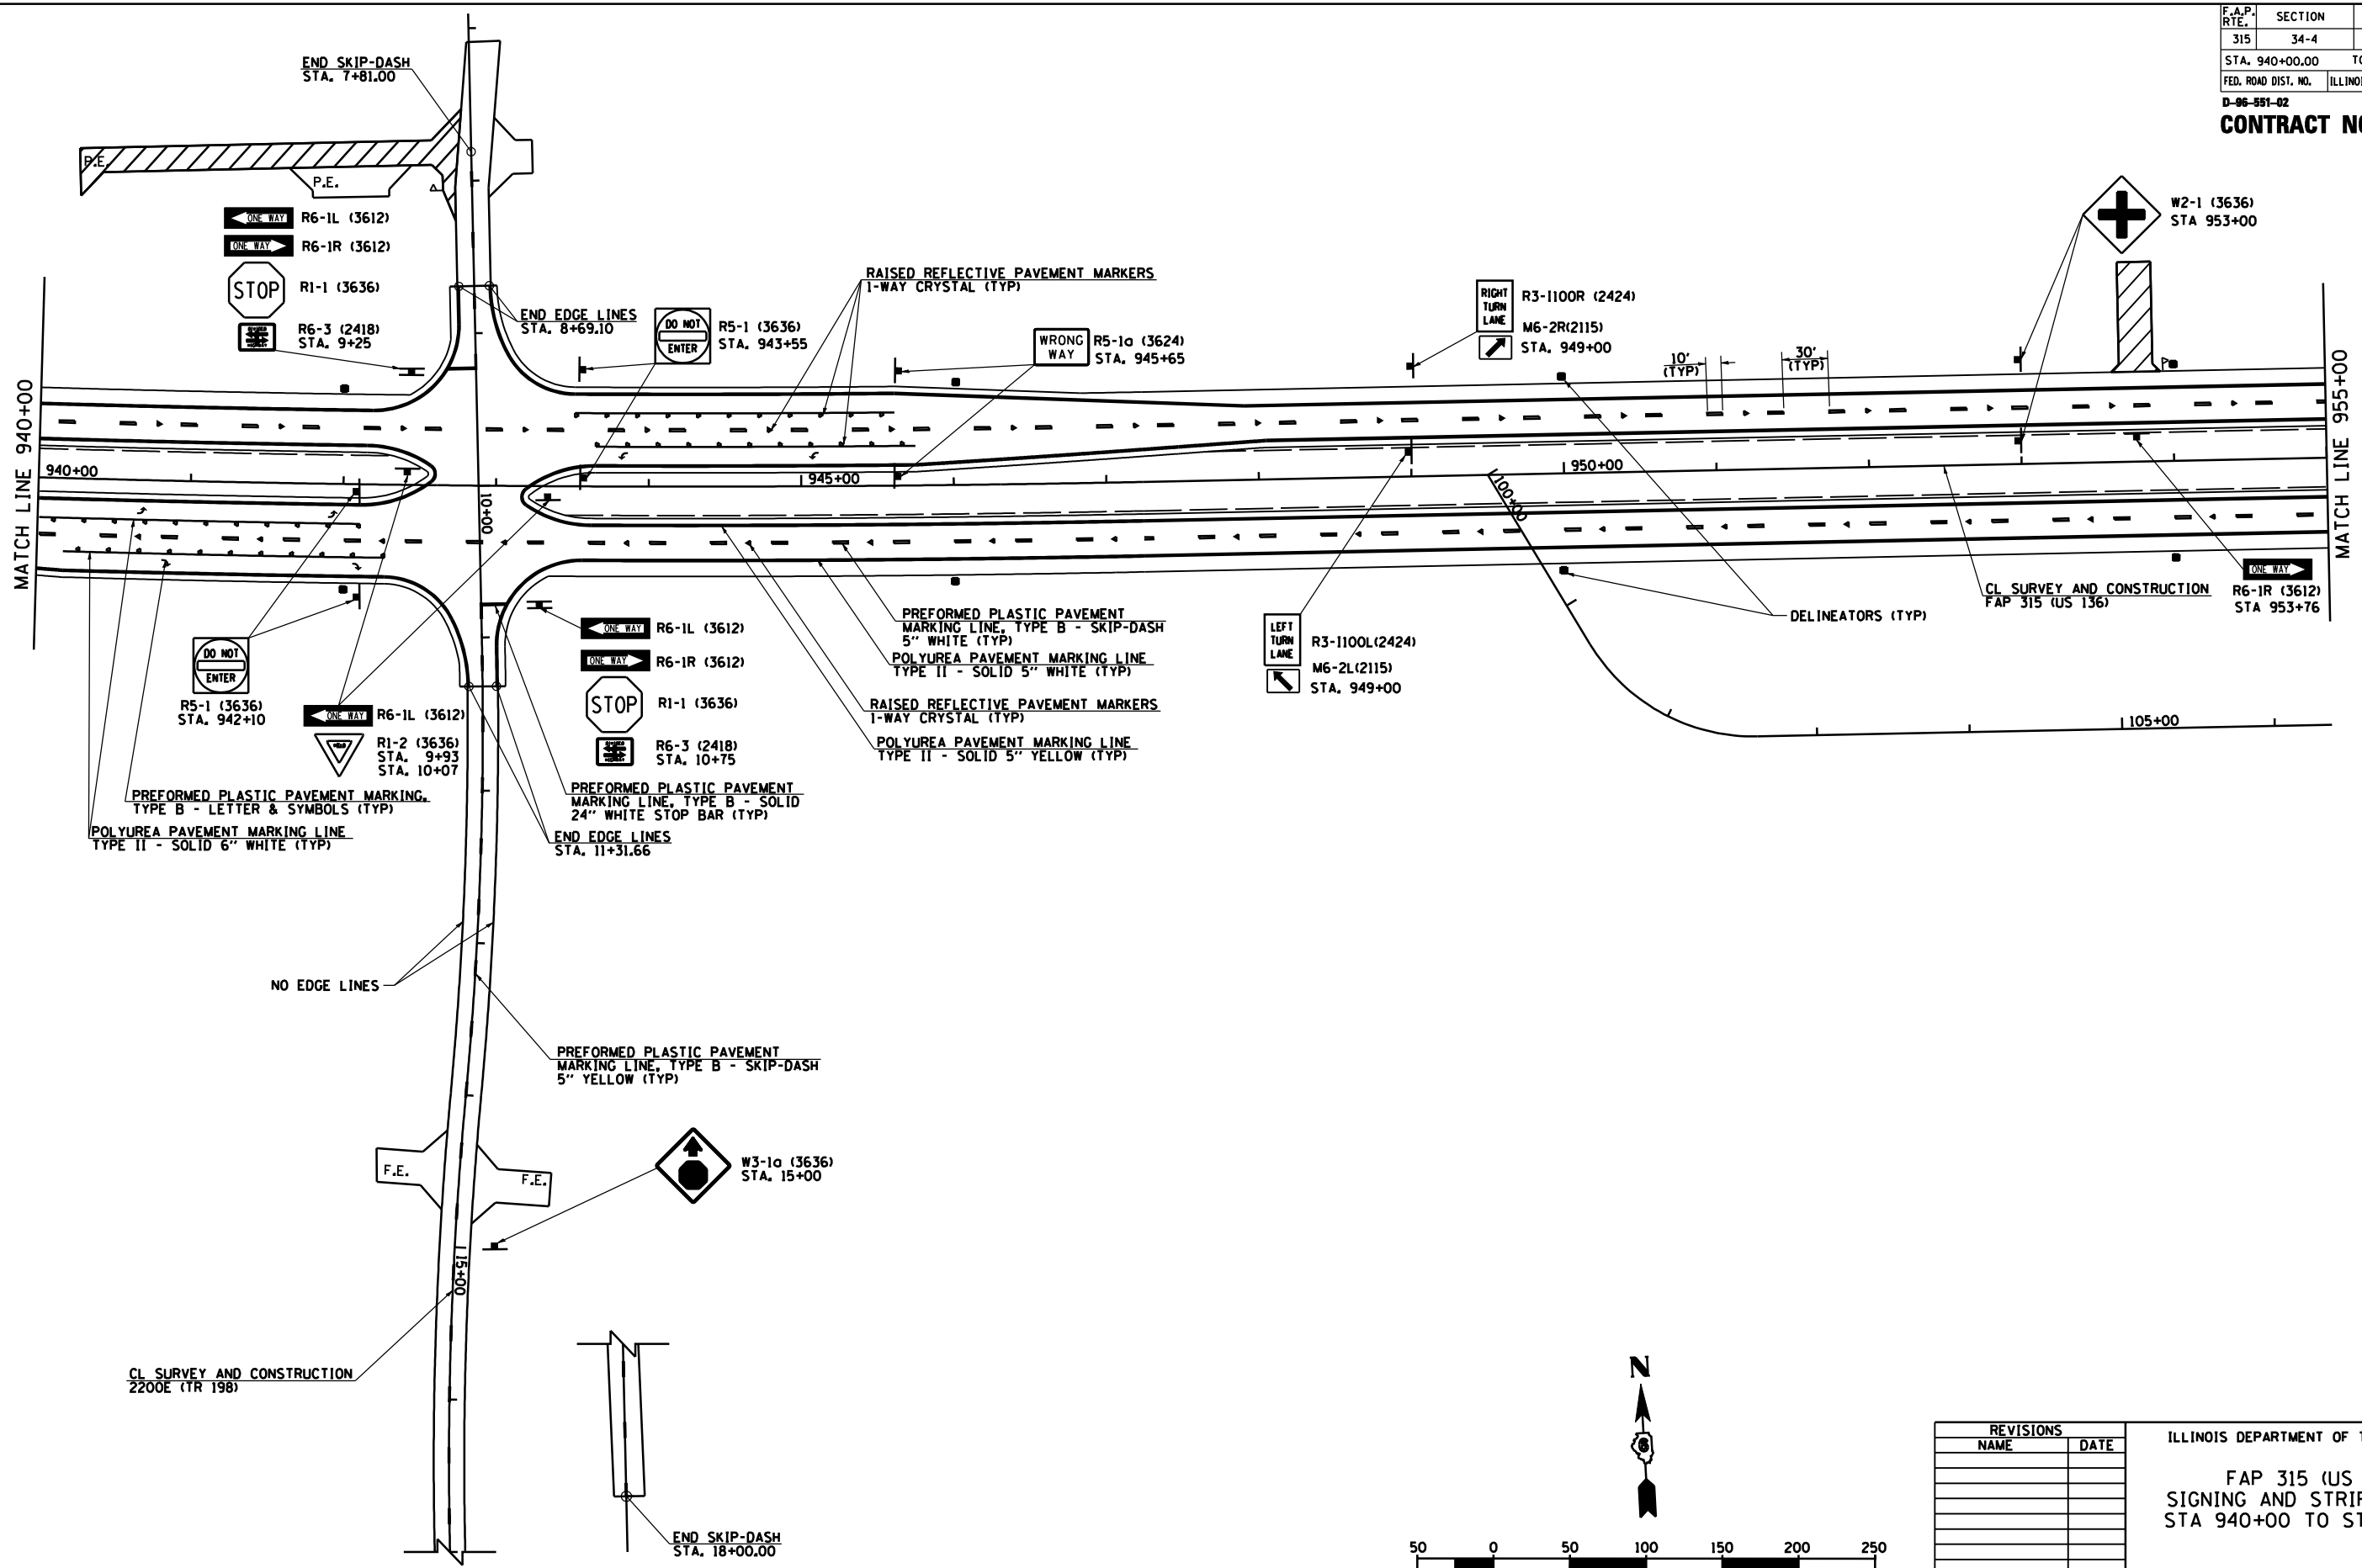 F.A.P. RTE.
SECTION
315
34-4
STA. 940+00.00
FED. ROAD DIST. NO.
D-96-551-02
END SKIP-DASH
STA. 7+81.00
P.E.
P.E.
ONE WAY
R6-1L (3612)
ONE WAY
R6-1R (3612)
STOP
R1-1 (3636)
R6-3 (2418)
STA. 9+25
END EDGE LINES
STA. 8+69.10
DO NOT
ENTER
R5-1 (3636)
STA. 943+55
RAISED REFLECTIVE PAVEMENT MARKERS
1-WAY CRYSTAL (TYP)
WRONG
WAY
R5-1a (3624)
STA. 945+65
RIGHT
TURN
LANE
R3-I100R (2424)
M6-2R(2115)
STA. 949+00
10'
(TYP)
30'
(TYP)
W2-1 (3636)
STA 953+00
MATCH LINE 940+00
MATCH LINE 955+00
940+00
945+00
950+00
10+00
100+00
105+00
DO NOT
ENTER
R5-1 (3636)
STA. 942+10
ONE WAY
R6-1L (3612)
R1-2 (3636)
STA. 9+93
STA. 10+07
PREFORMED PLASTIC PAVEMENT MARKING,
TYPE B - LETTER & SYMBOLS (TYP)
POLYUREA PAVEMENT MARKING LINE
TYPE II - SOLID 6" WHITE (TYP)
ONE WAY
R6-1L (3612)
ONE WAY
R6-1R (3612)
STOP
R1-1 (3636)
R6-3 (2418)
STA. 10+75
PREFORMED PLASTIC PAVEMENT
MARKING LINE, TYPE B - SOLID
24" WHITE STOP BAR (TYP)
END EDGE LINES
STA. 11+31.66
PREFORMED PLASTIC PAVEMENT
MARKING LINE, TYPE B - SKIP-DASH
5" WHITE (TYP)
POLYUREA PAVEMENT MARKING LINE
TYPE II - SOLID 5" WHITE (TYP)
RAISED REFLECTIVE PAVEMENT MARKERS
1-WAY CRYSTAL (TYP)
POLYUREA PAVEMENT MARKING LINE
TYPE II - SOLID 5" YELLOW (TYP)
LEFT
TURN
LANE
R3-I100L(2424)
M6-2L(2115)
STA. 949+00
DELINEATORS (TYP)
CL SURVEY AND CONSTRUCTION
FAP 315 (US 136)
ONE WAY
R6-1R (3612)
STA 953+76
NO EDGE LINES
PREFORMED PLASTIC PAVEMENT
MARKING LINE, TYPE B - SKIP-DASH
5" YELLOW (TYP)
F.E.
F.E.
W3-1a (3636)
STA. 15+00
15+00
CL SURVEY AND CONSTRUCTION
2200E (TR 198)
END SKIP-DASH
STA. 18+00.00
N
6
50 0 50 100 150 200 250
REVISIONS
NAME DATE
ILLINOIS DEPARTMENT OF
FAP 315 (US
SIGNING AND
STA 940+00 TO
CONTRACT